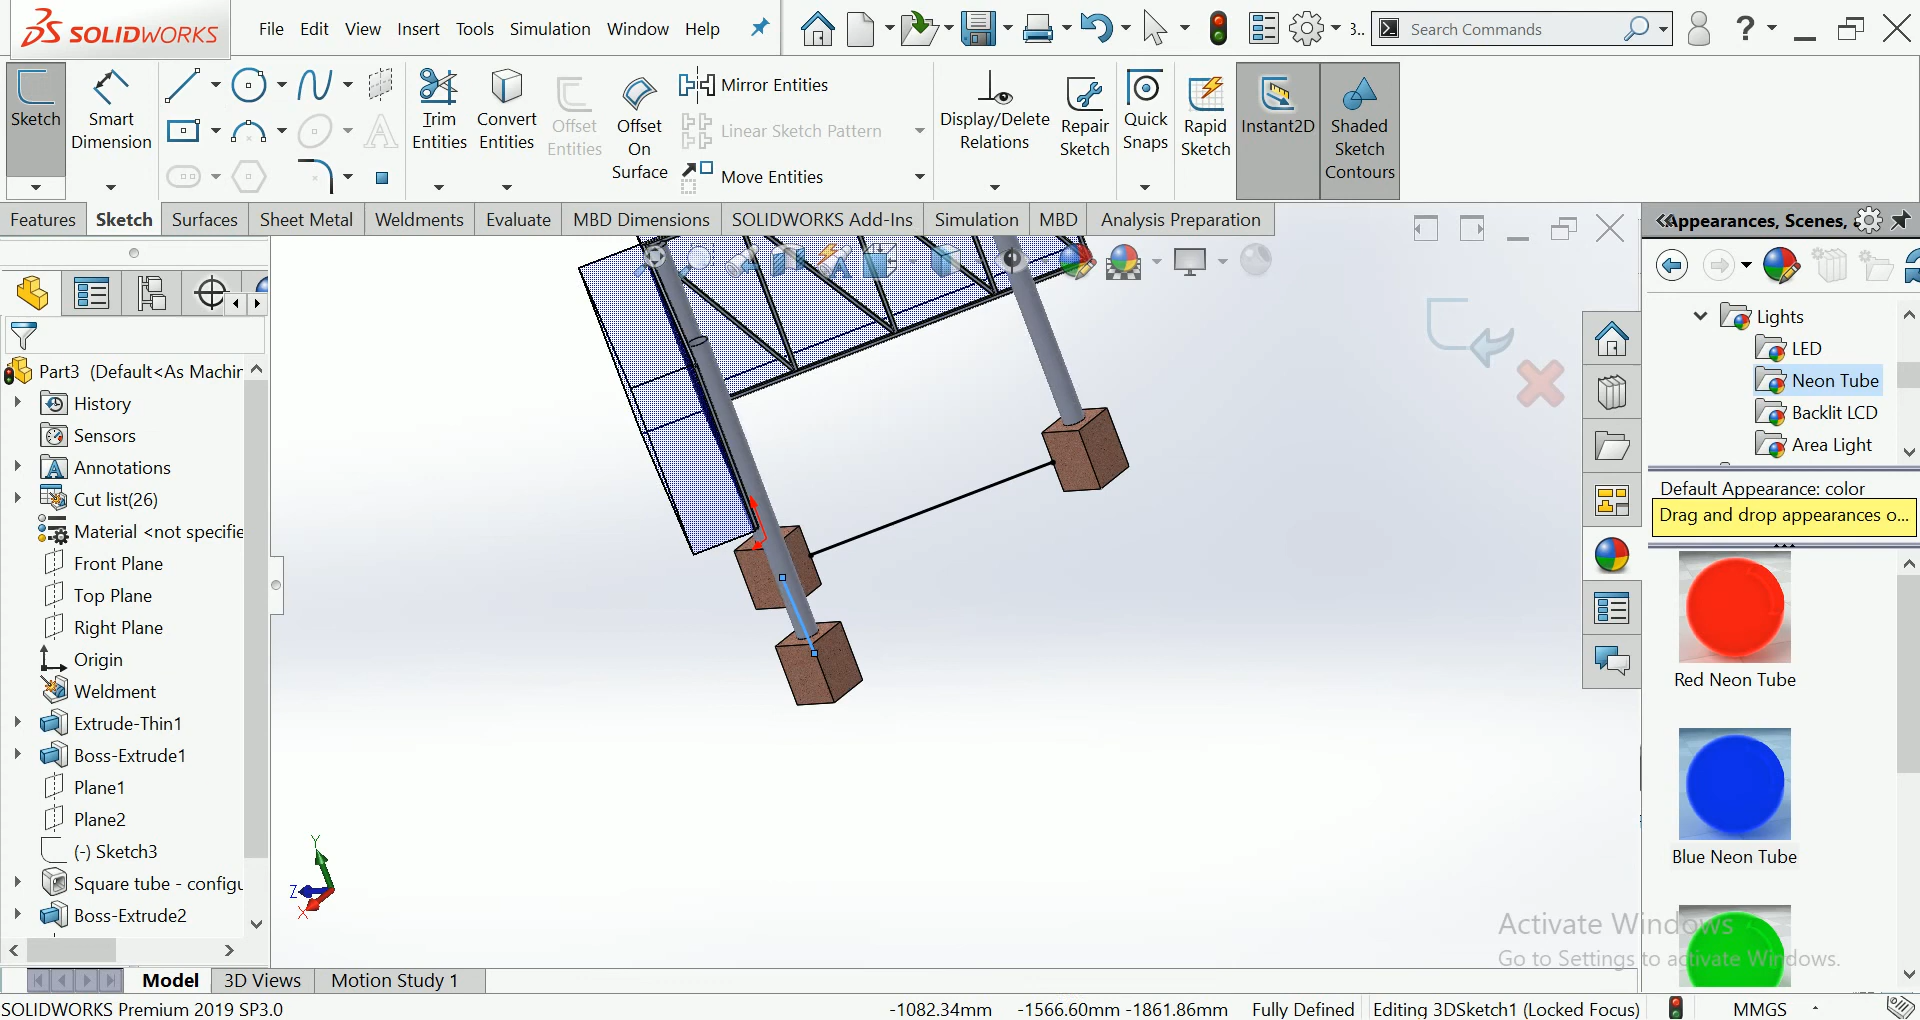 SOLIDWORKS
File Edit View Insert Tools Simulation Window Help
3..
Search Commands
?
Sketch
Smart Dimension
Trim Entities
Convert Entities
Offset Entities
Offset On Surface
Mirror Entities
Linear Sketch Pattern
Move Entities
Display/Delete Relations
Repair Sketch
Quick Snaps
Rapid Sketch
Instant2D
Shaded Sketch Contours
Features Sketch Surfaces Sheet Metal Weldments Evaluate MBD Dimensions SOLIDWORKS Add-Ins Simulation MBD Analysis Preparation
Appearances, Scenes,
Part3 (Default<As Machin
History
Sensors
Annotations
Cut list(26)
Material <not specifie
Front Plane
Top Plane
Right Plane
Origin
Weldment
Extrude-Thin1
Boss-Extrude1
Plane1
Plane2
(-) Sketch3
Square tube - configu
Boss-Extrude2
Y
Z
X
Lights
LED
Neon Tube
Backlit LCD
Area Light
Default Appearance: color
Drag and drop appearances o...
Red Neon Tube
Blue Neon Tube
Activate Windows
Go to Settings to activate Windows.
Model 3D Views Motion Study 1
SOLIDWORKS Premium 2019 SP3.0
-1082.34mm -1566.60mm -1861.86mm Fully Defined Editing 3DSketch1 (Locked Focus) MMGS